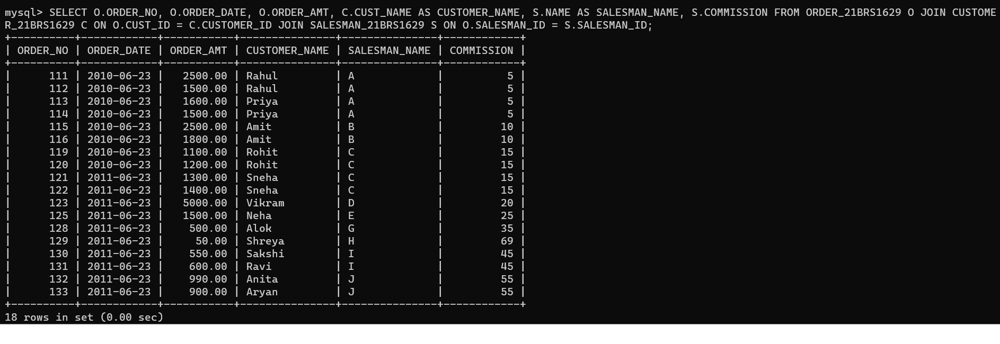 mysql> SELECT O.ORDER_NO, O.ORDER_DATE, O.ORDER_AMT, C.CUST_NAME AS CUSTOMER_NAME, S.NAME AS SALESMAN_NAME, S.COMMISSION FROM ORDER_21BRS1629 O JOIN CUSTOME
R_21BRS1629 C ON O.CUST_ID = C.CUSTOMER_ID JOIN SALESMAN_21BRS1629 S ON O.SALESMAN_ID = S.SALESMAN_ID;
+----------+------------+-----------+---------------+---------------+------------+
| ORDER_NO | ORDER_DATE | ORDER_AMT | CUSTOMER_NAME | SALESMAN_NAME | COMMISSION |
+----------+------------+-----------+---------------+---------------+------------+
|      111 | 2010-06-23 |   2500.00 | Rahul         | A             |          5 |
|      112 | 2010-06-23 |   1500.00 | Rahul         | A             |          5 |
|      113 | 2010-06-23 |   1600.00 | Priya         | A             |          5 |
|      114 | 2010-06-23 |   1500.00 | Priya         | A             |          5 |
|      115 | 2010-06-23 |   2500.00 | Amit          | B             |         10 |
|      116 | 2010-06-23 |   1800.00 | Amit          | B             |         10 |
|      119 | 2010-06-23 |   1100.00 | Rohit         | C             |         15 |
|      120 | 2010-06-23 |   1200.00 | Rohit         | C             |         15 |
|      121 | 2011-06-23 |   1300.00 | Sneha         | C             |         15 |
|      122 | 2011-06-23 |   1400.00 | Sneha         | C             |         15 |
|      123 | 2011-06-23 |   5000.00 | Vikram        | D             |         20 |
|      125 | 2011-06-23 |   1500.00 | Neha          | E             |         25 |
|      128 | 2011-06-23 |    500.00 | Alok          | G             |         35 |
|      129 | 2011-06-23 |     50.00 | Shreya        | H             |         69 |
|      130 | 2011-06-23 |    550.00 | Sakshi        | I             |         45 |
|      131 | 2011-06-23 |    600.00 | Ravi          | I             |         45 |
|      132 | 2011-06-23 |    990.00 | Anita         | J             |         55 |
|      133 | 2011-06-23 |    900.00 | Aryan         | J             |         55 |
+----------+------------+-----------+---------------+---------------+------------+
18 rows in set (0.00 sec)